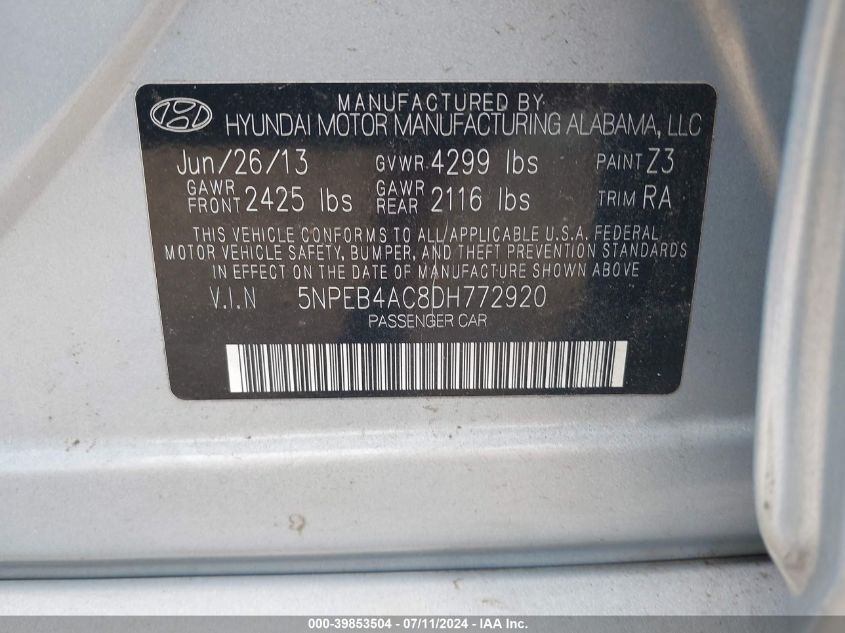 MANUFACTURED BY
HYUNDAI MOTOR MANUFACTURING ALABAMA, LLC
Jun/26/13 GVWR 4299 lbs PAINT Z3
GAWR FRONT 2425 lbs GAWR REAR 2116 lbs TRIM RA
THIS VEHICLE CONFORMS TO ALL/APPLICABLE U.S.A. FEDERAL
MOTOR VEHICLE SAFETY, BUMPER, AND THEFT PREVENTION STANDARDS
IN EFFECT ON THE DATE OF MANUFACTURE SHOWN ABOVE
V.I.N 5NPEB4AC8DH772920
PASSENGER CAR
000-39853504 - 07/11/2024 - IAA Inc.